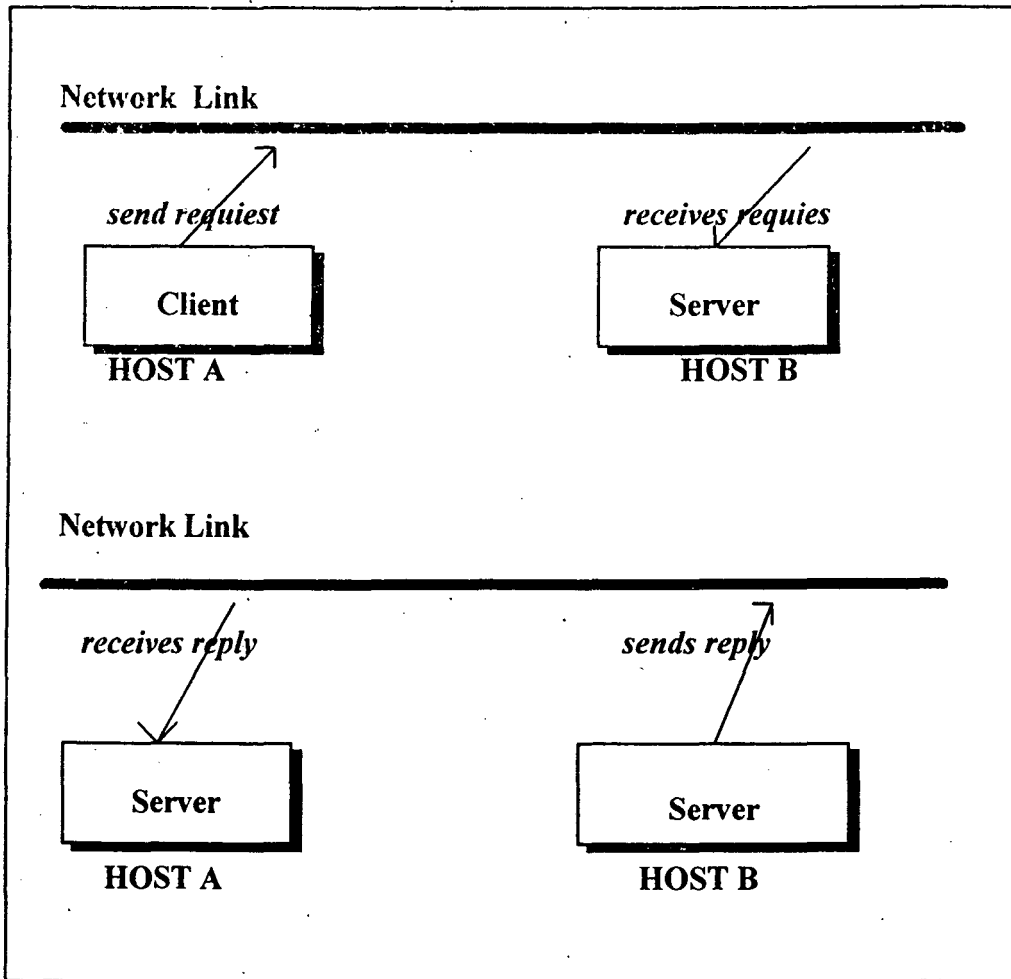 Network Link
send requiest
receives requies
Client
Server
HOST A
HOST B
Network Link
receives reply
sends reply
Server
Server
HOST A
HOST B